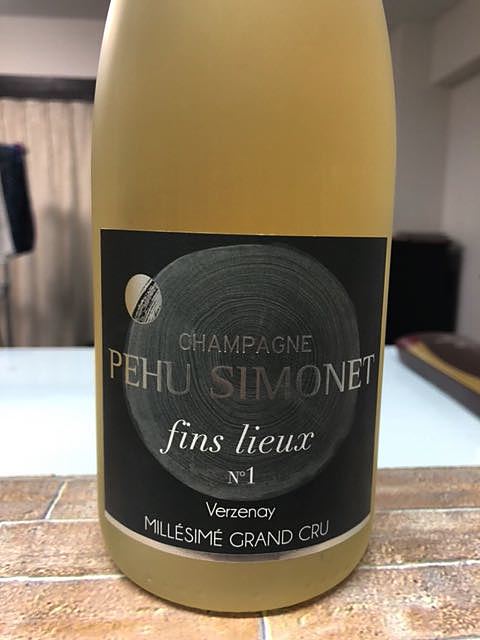 CHAMPAGNE
PEHU SIMONET
fins lieux
N°1
Verzenay
MILLÉSIMÉ GRAND CRU